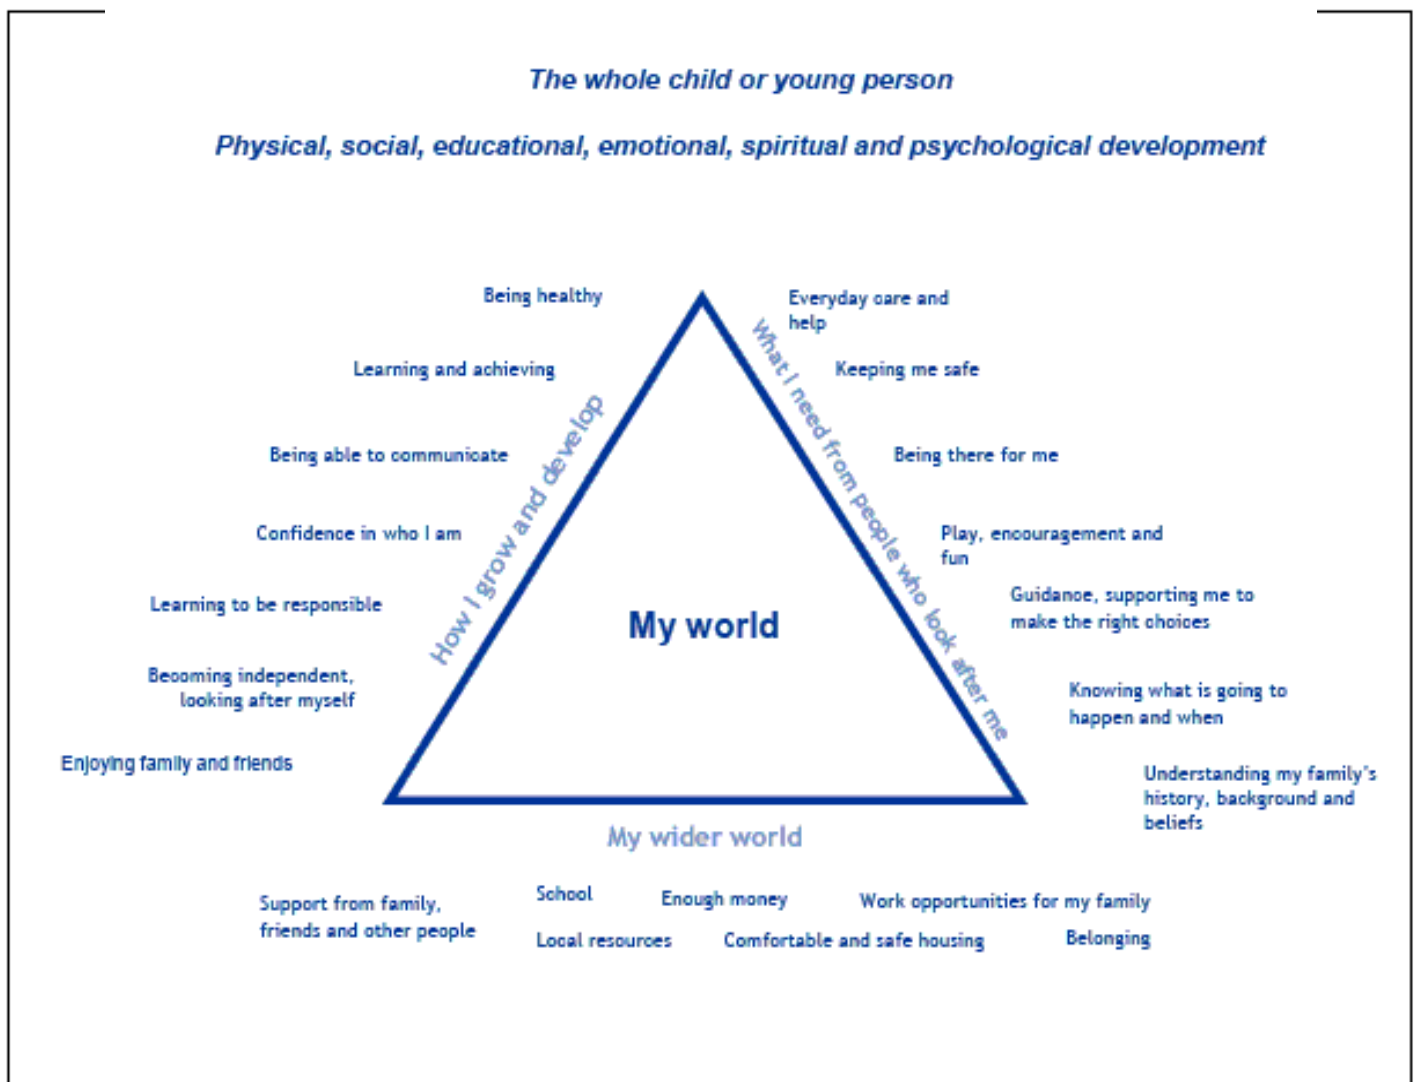 The whole child or young person
Physical, social, educational, emotional, spiritual and psychological development
Being healthy
Learning and achieving
Being able to communicate
Confidence in who I am
Learning to be responsible
Becoming independent,
looking after myself
Enjoying family and friends
How I grow and develop
My world
What I need from people who look after me
Everyday care and
help
Keeping me safe
Being there for me
Play, encouragement and
fun
Guidance, supporting me to
make the right choices
Knowing what is going to
happen and when
Understanding my family's
history, background and
beliefs
My wider world
Support from family,
friends and other people
School
Enough money
Work opportunities for my family
Local resources
Comfortable and safe housing
Belonging